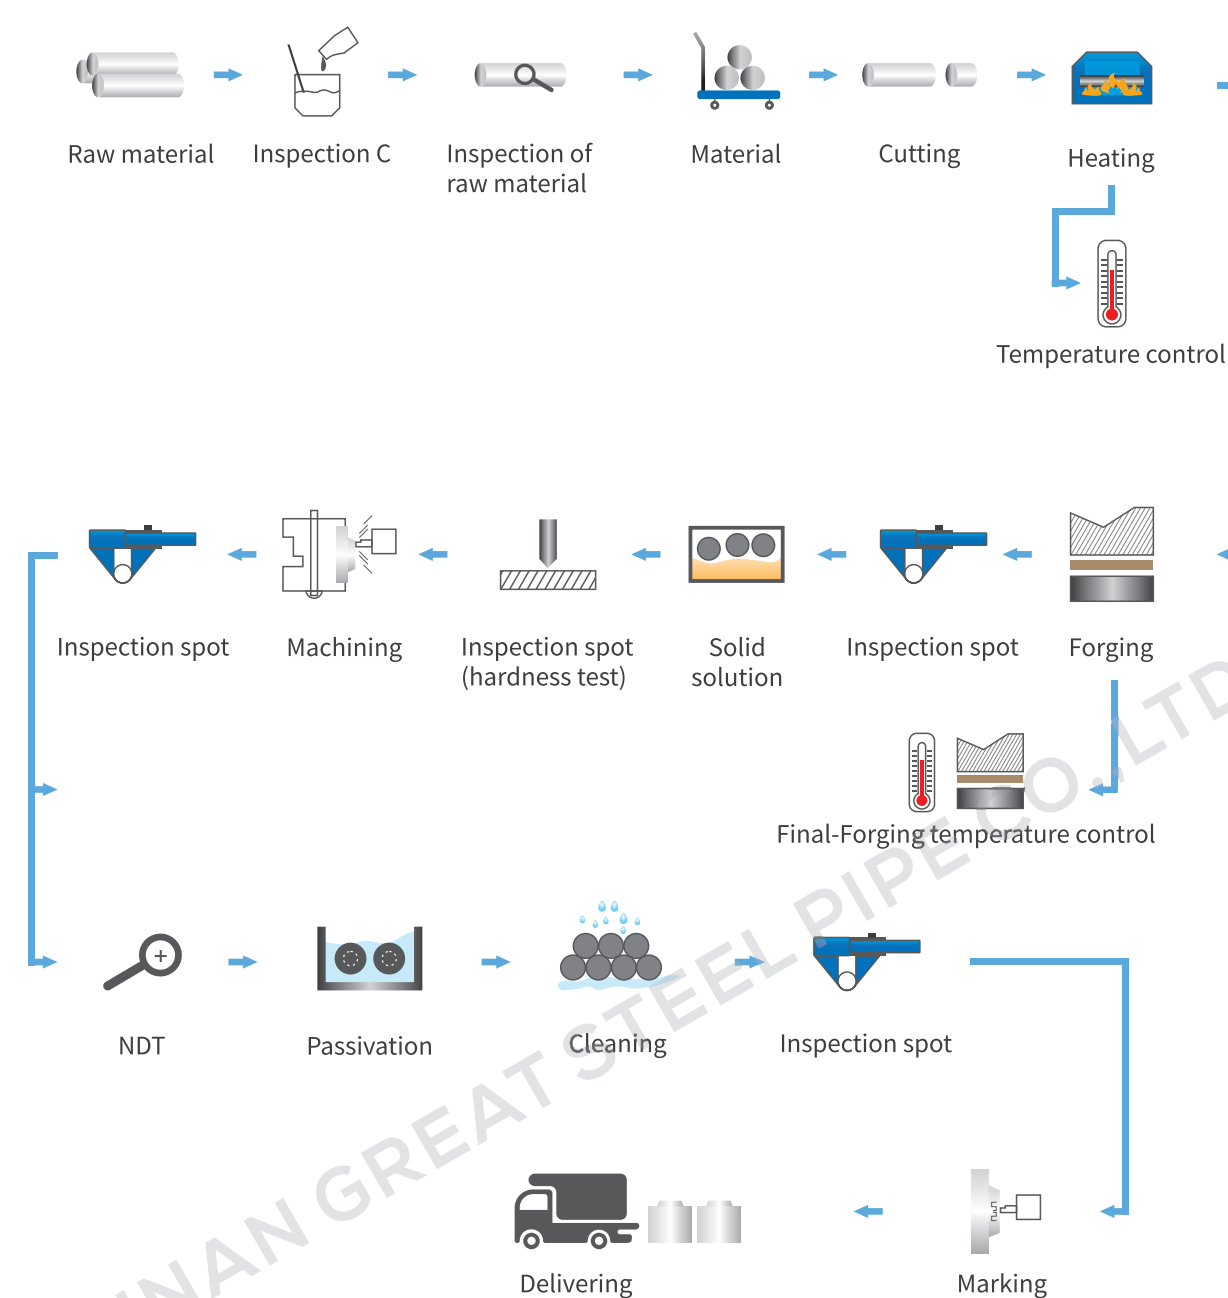 Raw material
Inspection C
Inspection of
raw material
Material
Cutting
Heating
Temperature control
Inspection spot
Machining
Inspection spot
(hardness test)
Solid
solution
Inspection spot
Forging
Final-Forging temperature control
NDT
Passivation
Cleaning
Inspection spot
Delivering
Marking
GREAT STEEL PIPE CO.,LTD